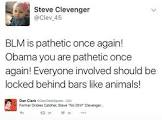 Steve Clevenger
@Clev_45
BLM is pathetic once again!
Obama you are pathetic once
again! Everyone involved should be
locked behind bars like animals!
Dan Clark
Former Orioles Catcher, Steve "No Shit" Clevenger...